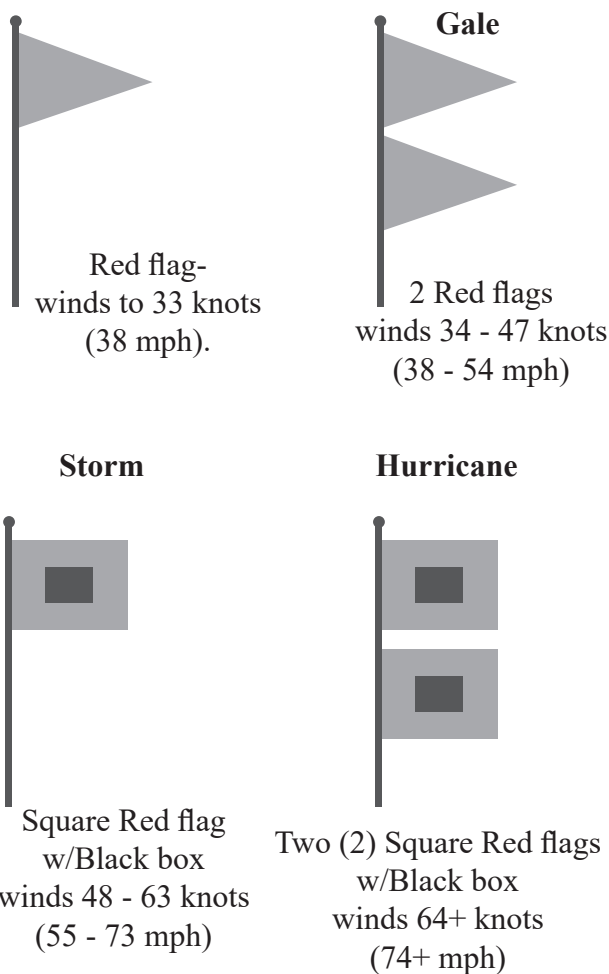 Red flag-
winds to 33 knots
(38 mph).
Gale
2 Red flags
winds 34 - 47 knots
(38 - 54 mph)
Storm
Square Red flag
w/Black box
winds 48 - 63 knots
(55 - 73 mph)
Hurricane
Two (2) Square Red flags
w/Black box
winds 64+ knots
(74+ mph)